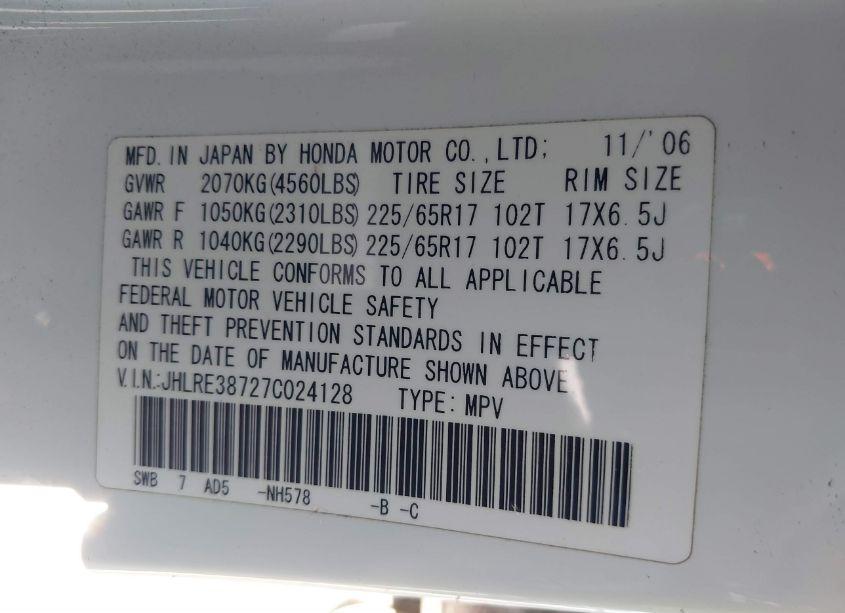 MFD. IN JAPAN BY HONDA MOTOR CO.,LTD; 11/'06
GVWR 2070KG(4560LBS) TIRE SIZE RIM SIZE
GAWR F 1050KG(2310LBS) 225/65R17 102T 17X6.5J
GAWR R 1040KG(2290LBS) 225/65R17 102T 17X6.5J
THIS VEHICLE CONFORMS TO ALL APPLICABLE
FEDERAL MOTOR VEHICLE SAFETY
AND THEFT PREVENTION STANDARDS IN EFFECT
ON THE DATE OF MANUFACTURE SHOWN ABOVE
V.I.N.:JHLRE38727C024128 TYPE: MPV
SWB 7 AD5 -NH578 -B -C